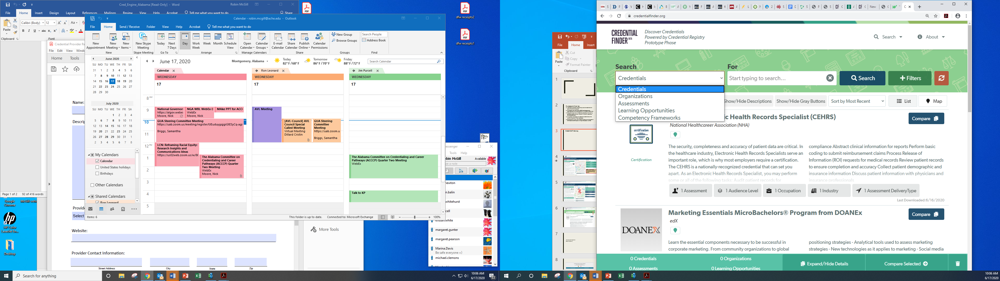 Cred_Engine_Alabama [Read-Only] - Word
Robin McGill
File Home Insert Design Layout References Mailings Review View Help Acrobat Tell me what you want to do Share
Calibri (Body) 12
Paste
Clipboard
Font
Page 1 of 2 92 of 416 words
Google Chrome
HP Color LaserJet En...
Desktop
Home Tools
File Edit View
Name:
Website:
Provider Contact Information:
Street Address City State Zip
More Tools
Calendar - robin.mcgill@ache.edu - Outlook
File Home Send / Receive Folder View Help Acrobat Tell me what you want to do
New Appointment
New Meeting
New Items
New
New Skype Meeting
Skype Meeting
Today
Next 7 Days
Go To
Day
Work Week
Week
Month
Schedule View
Arrange
Open Calendar
Calendar Groups
Manage Calendars
E-mail Calendar
Share Calendar
Publish Online
Calendar Permissions
Share
New Group
Browse Groups
Groups
Search People
Address Book
Find
June 2020
SU MO TU WE TH FR SA
31 1 2 3 4 5 6
7 8 9 10 11 12 13
14 15 16 17 18 19 20
21 22 23 24 25 26 27
28 29 30
July 2020
SU MO TU WE TH FR SA
1 2 3 4
5 6 7 8 9 10 11
12 13 14 15 16 17 18
19 20 21 22 23 24 25
26 27 28 29 30 31 1
2 3 4 5 6 7 8
My Calendars
Calendar
United States holidays
Birthdays
Other Calendars
Shared Calendars
Ron Leonard
Items: 6
June 17, 2020
Montgomery, Alabama
Today
82° F / 68° F
Tomorrow
86° F / 70° F
Friday
88° F / 72° F
Search Calendar
Calendar
WEDNESDAY
17
Ron Leonard
WEDNESDAY
17
Jim Purcell
WEDNESDAY
17
8 AM
9
10
11
12 PM
1
2
3
4
5
National Governors
https://algov.webex
Moore, Nick
NGA WBL WebEx
WebEx
Moore, Nick
MAke PPT for ACC
GUA Steering Committee Meeting
https://uab.zoom.us/meeting/register/tJEuduygqjgiGtESyCq-agi
Briggs, Samantha
LCN: Reframing Racial Equity: Research Insights and Communications Ideas
https://us02web.zoom.us/w/86
The Alabama Committee on Credentialing and Career Pathways (ACCCP) Quarter Two Meeting
WebEx
Moore, Nick
AVL Meeting
[AVL-Council] AVL Council Special Called Meeting
Virtual Meeting
Dillard Cristin
GUA Steering Committee Meeting
https://uab.zoom.u
Briggs, Samantha
The Alabama Committee on Credentialing and Career Pathways (ACCCP) Quarter Two Meeting
WebEx
Talk to KP
This folder is up to date. Connected to: Microsoft Exchange 100%
dfw receipts2
dfw receipts1
Tools Help
Available
margaret.gunter
margaret.pearson
Marina.Davis
Be safe everyone =)
michael.clemons
Search for anything
10:06 AM
6/17/2020
22
File Home Insert
Paste
Cut
Copy
Format Painter
Clipboard
1
2
3
4
5
6
7
8
credentialfinder.org
CREDENTIAL FINDER BETA
Discover Credentials
Powered by Credential Registry
Prototype Phase
Search About
Search For
Credentials
Start typing to search...
Search Filters
Credentials
Organizations
Assessments
Learning Opportunities
Competency Frameworks
Show/Hide Descriptions Show/Hide Gray Buttons Sort by Most Recent List Map
ic Health Records Specialist (CEHRS)
Compare
National Healthcareer Association (NHA)
certification
Certification
The security, completeness and accuracy of patient data are critical. In
the healthcare industry, Electronic Health Records Specialists serve an
important role, which is why most employers require a certification.
The CEHRS is a nationally-recognized credential that can set you
apart. As an Electronic Health Records Specialist, you may perform
some or all of the following tasks: Audit patient records for
compliance Abstract clinical information for reports Perform basic
coding to submit reimbursement claims Process Release of
Information (ROI) requests for medical records Review patient records
to ensure completion and accuracy Collect patient demographic and
insurance information Discuss patient information with physicians and
insurance professionals
1 Assessment 1 Audience Level 1 Occupation 1 Industry 1 Assessment DeliveryType
Last Downloaded:6/16/2020
DOANEX
Marketing Essentials MicroBachelors® Program from DOANEx
Compare
edX
Learn the essential components necessary to be successful in
corporate marketing. From community organizations to global
positioning strategies - Analytical tools used to assess marketing
strategies - New technologies as it applies to marketing - Social media
0 Credentials 0 Organizations
0 Assessments 0 Learning Opportunities
Expand/Hide Details
Compare Selected
10:06 AM
6/17/2020